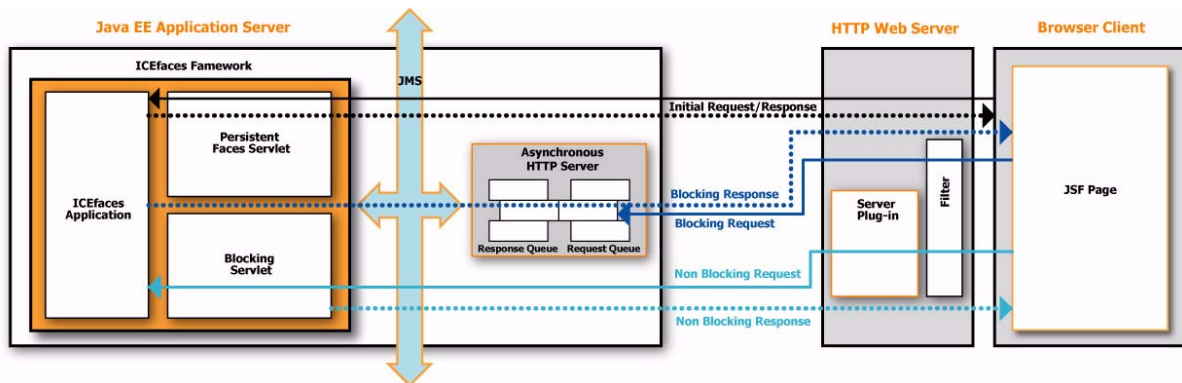 Java EE Application Server
HTTP Web Server
Browser Client
ICEfaces Famework
JMS
Initial Request/Response
Persistent
Faces Servlet
Asynchronous
HTTP Server
ICEfaces
Application
Blocking Response
Blocking Request
Server
Plug-in
Filter
JSF Page
Response Queue
Request Queue
Blocking
Servlet
Non Blocking Request
Non Blocking Response